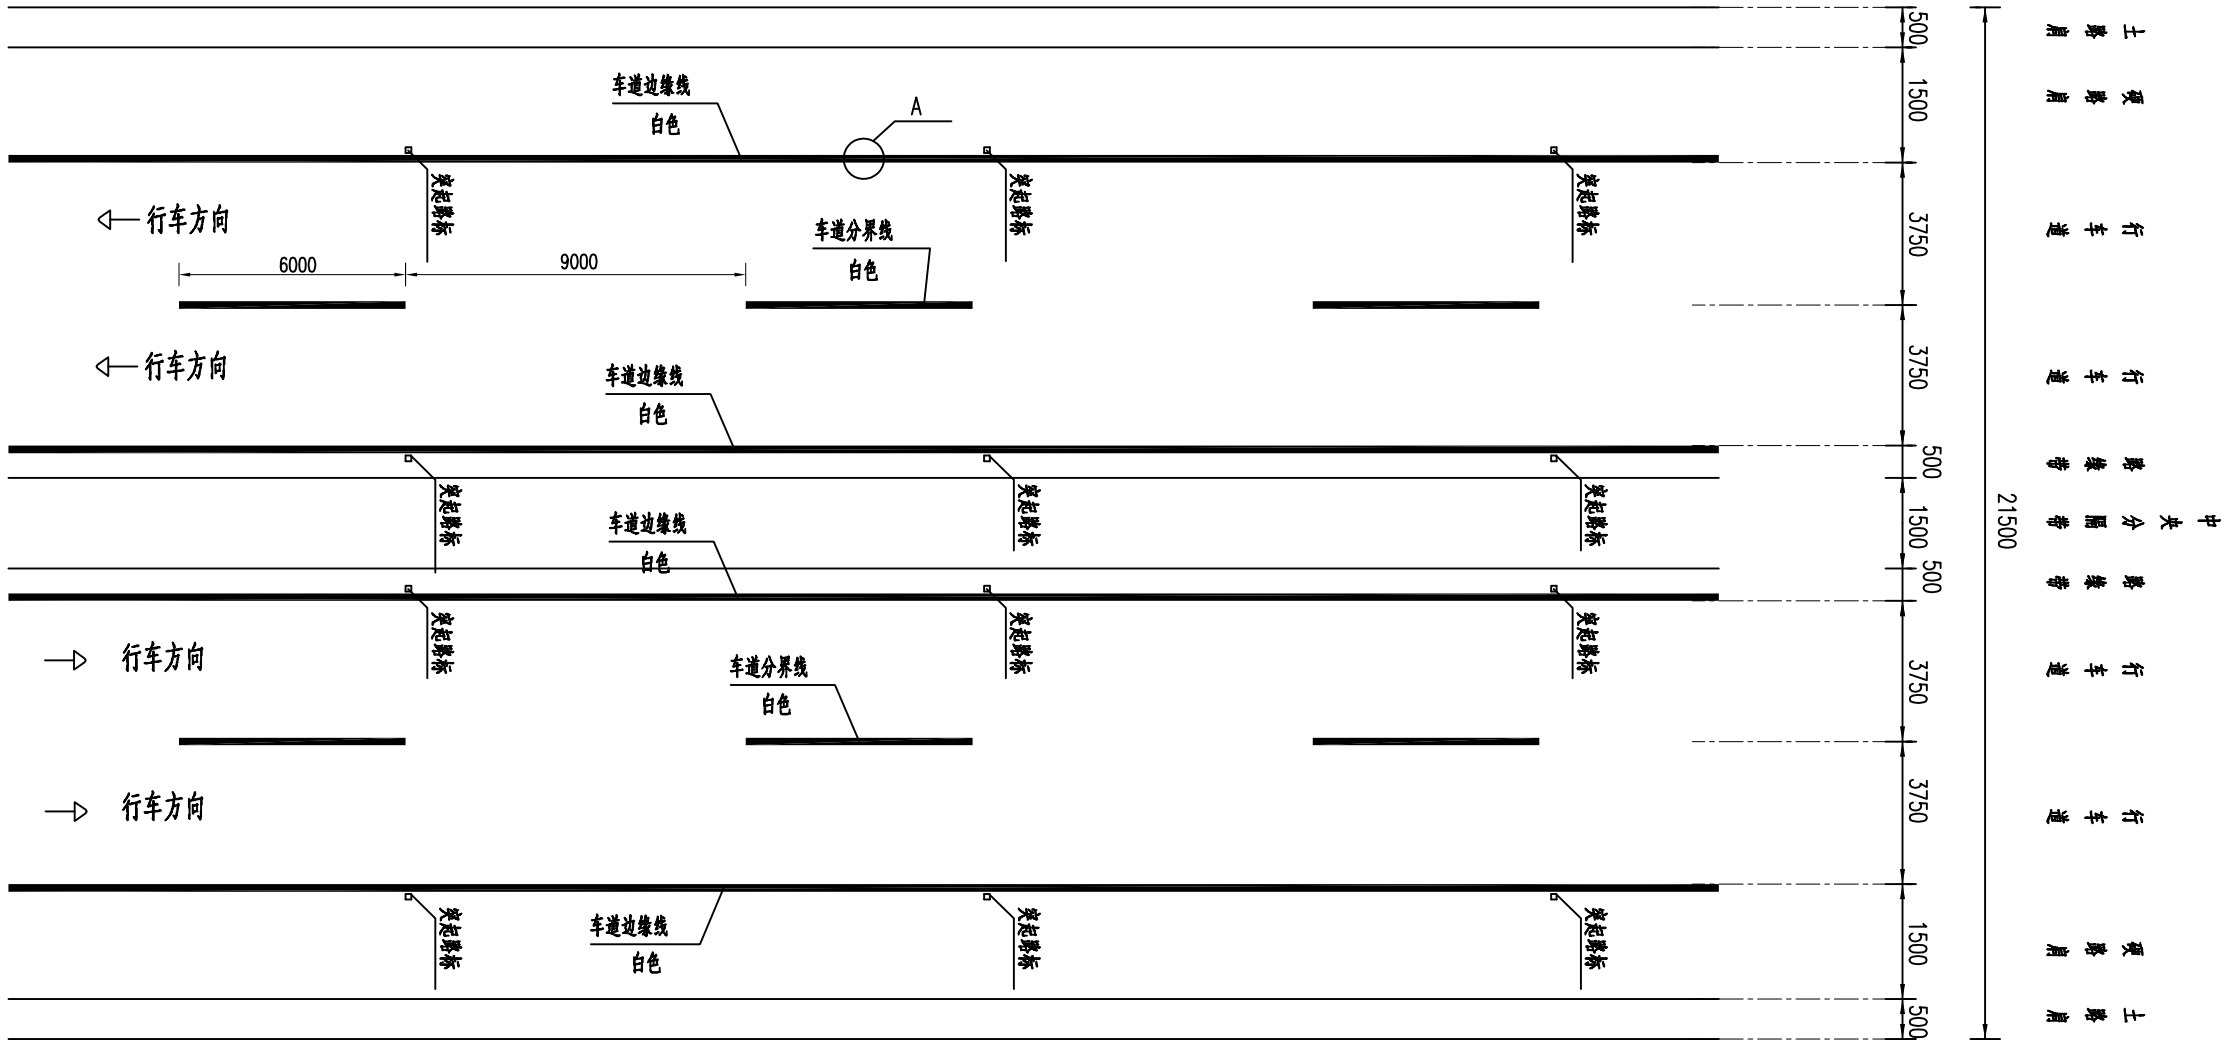 500
土路肩
车道边缘线
白色
A
1500
硬路肩
突起路标
突起路标
突起路标
行车方向
车道分界线
白色
3750
行车道
6000
9000
行车方向
车道边缘线
白色
3750
行车道
500
路缘带
突起路标
突起路标
突起路标
车道边缘线
白色
1500
中央分隔带
21500
500
路缘带
突起路标
突起路标
突起路标
行车方向
车道分界线
白色
3750
行车道
行车方向
3750
行车道
突起路标
突起路标
突起路标
车道边缘线
白色
1500
硬路肩
500
土路肩